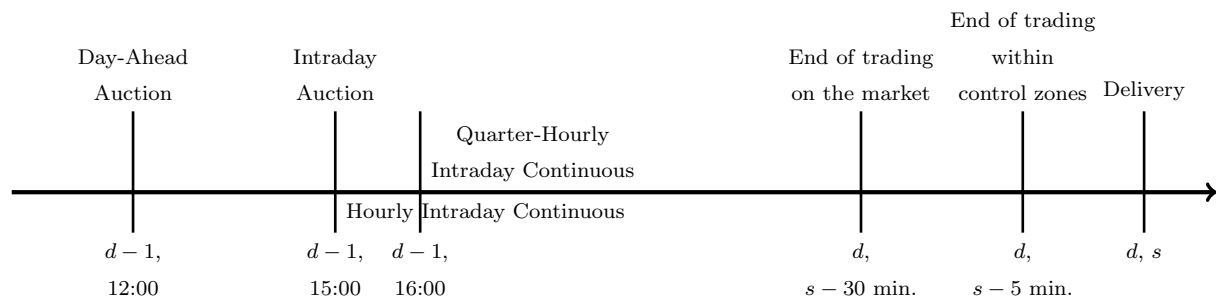 Day-Ahead
Auction
Intraday
Auction
End of trading
on the market
End of trading
within
control zones
Delivery
Quarter-Hourly
Intraday Continuous
Hourly Intraday Continuous
d − 1,
12:00
d − 1,
15:00
d − 1,
16:00
d,
s − 30 min.
d,
s − 5 min.
d, s